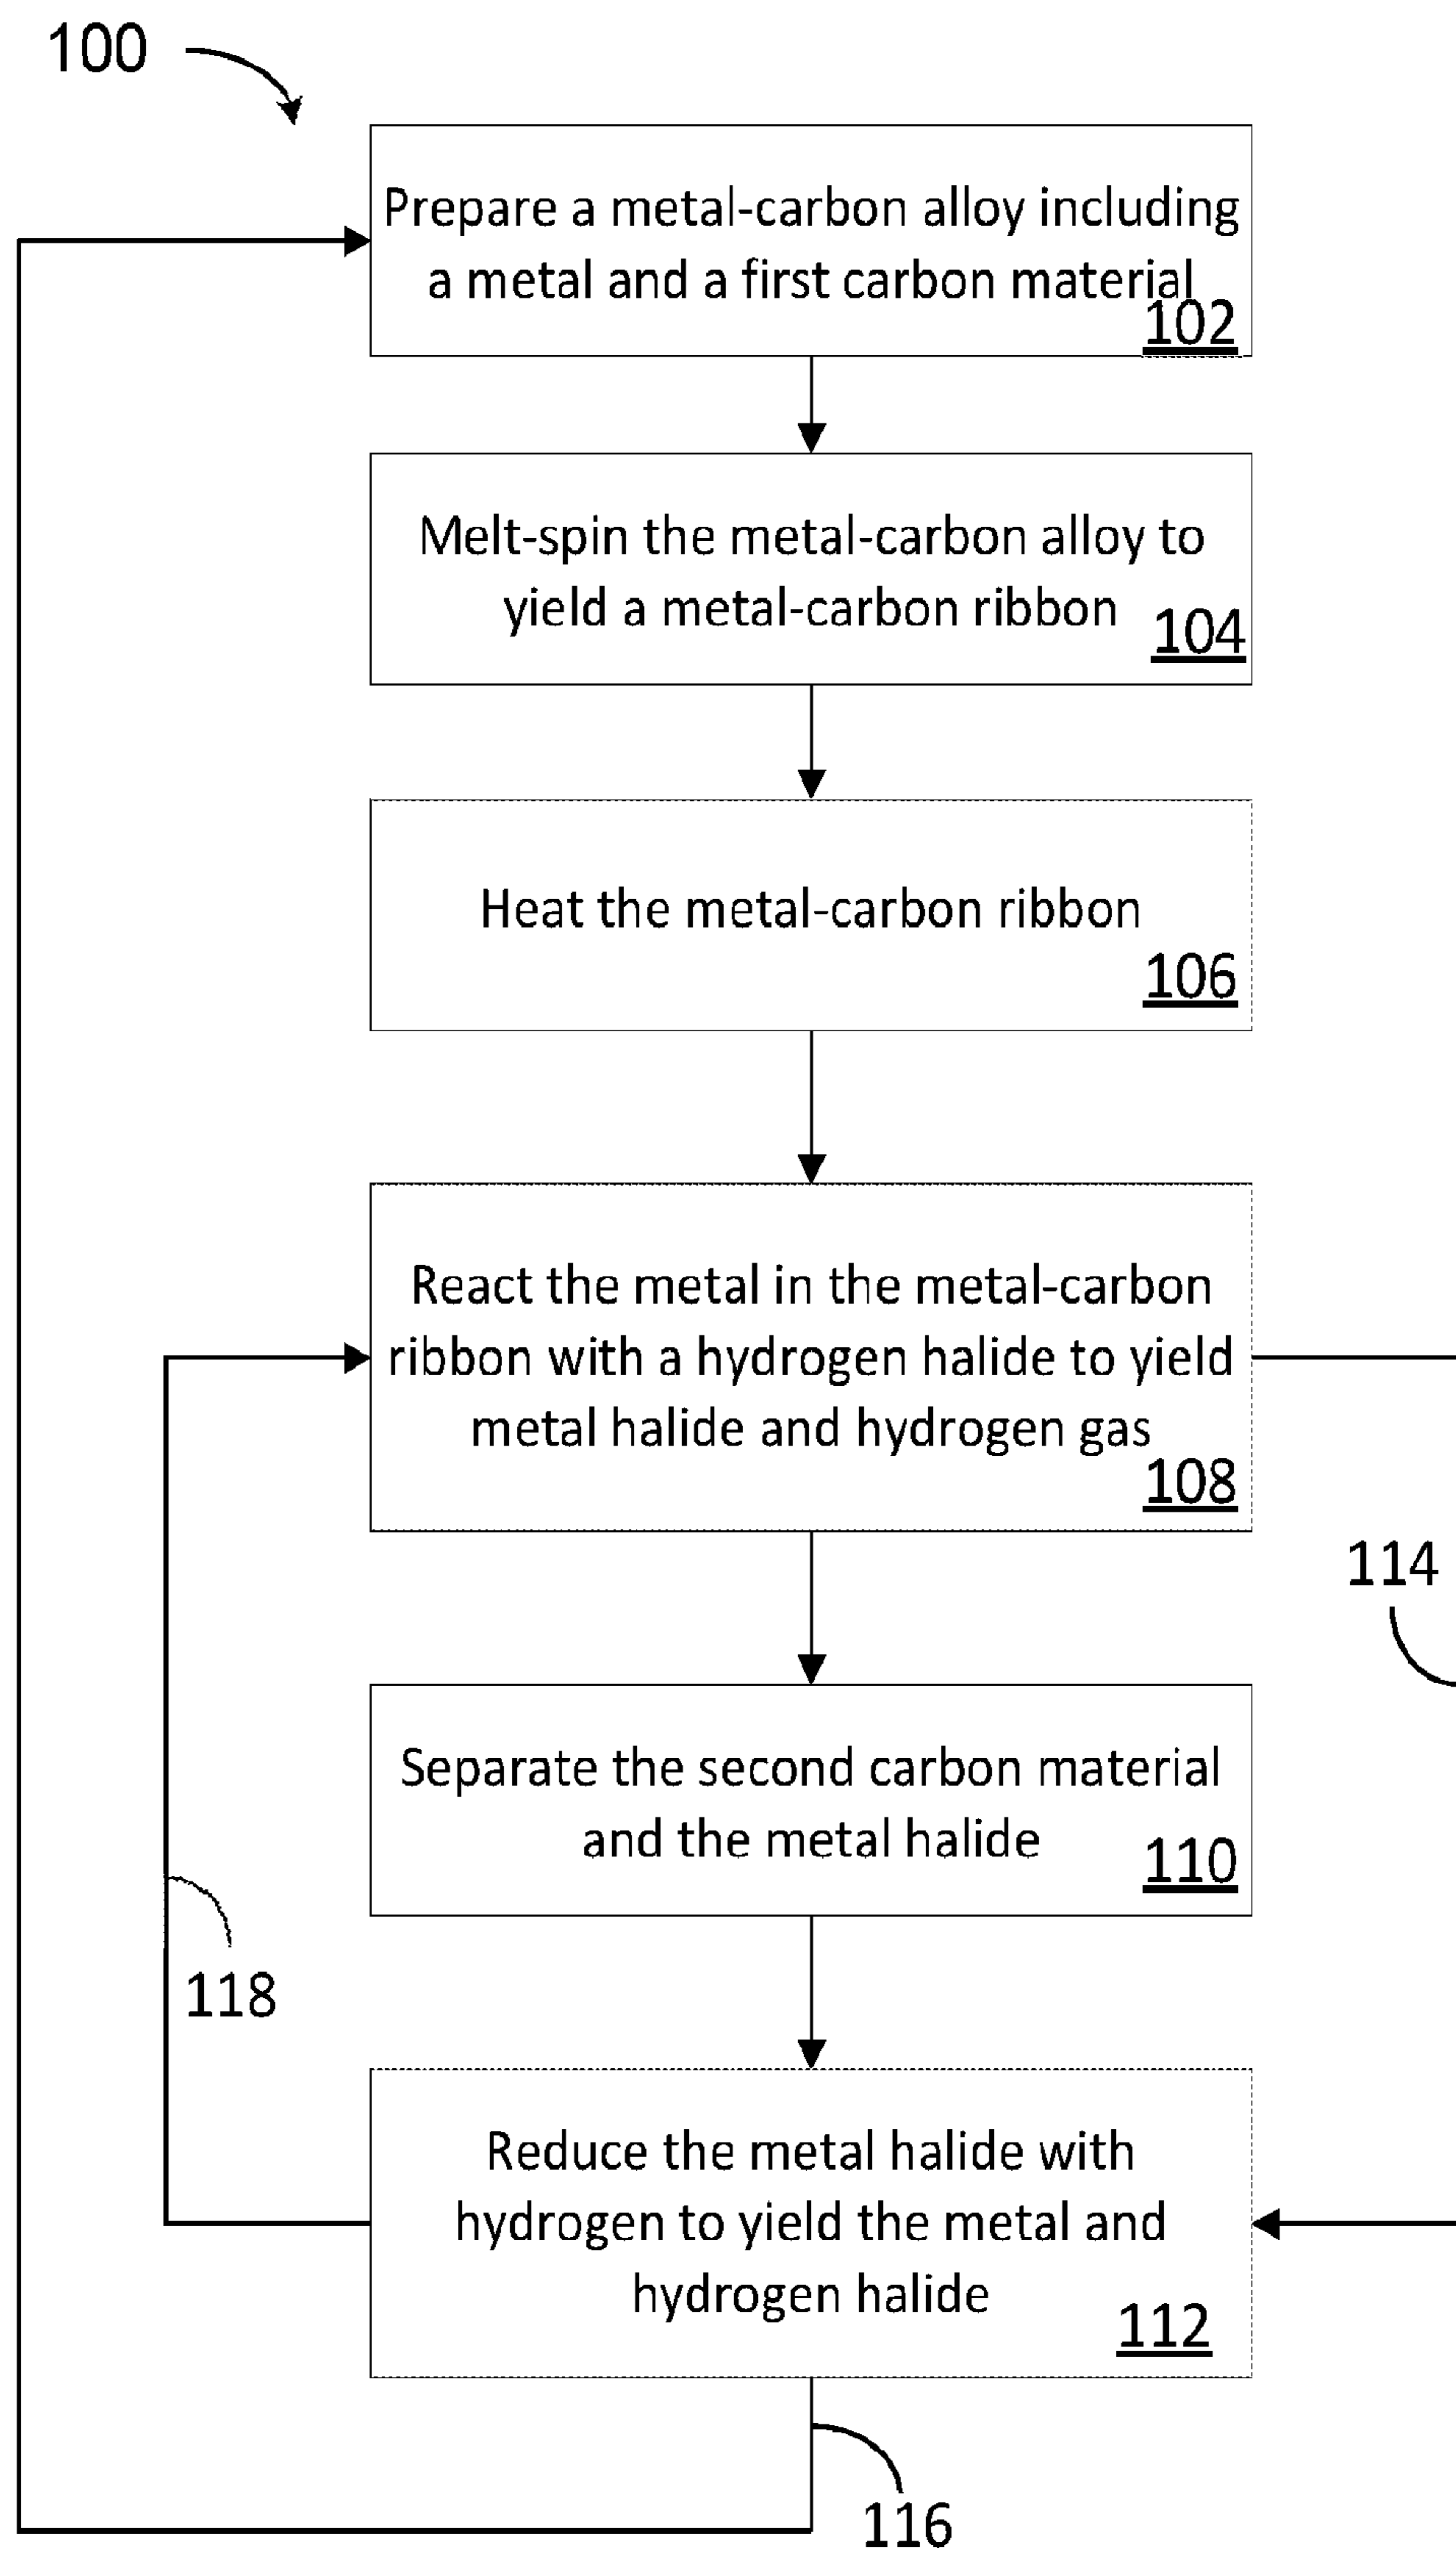 100
Prepare a metal-carbon alloy including
a metal and a first carbon material
102
Melt-spin the metal-carbon alloy to
yield a metal-carbon ribbon
104
Heat the metal-carbon ribbon
106
React the metal in the metal-carbon
ribbon with a hydrogen halide to yield
metal halide and hydrogen gas
108
114
Separate the second carbon material
and the metal halide
110
118
Reduce the metal halide with
hydrogen to yield the metal and
hydrogen halide
112
116